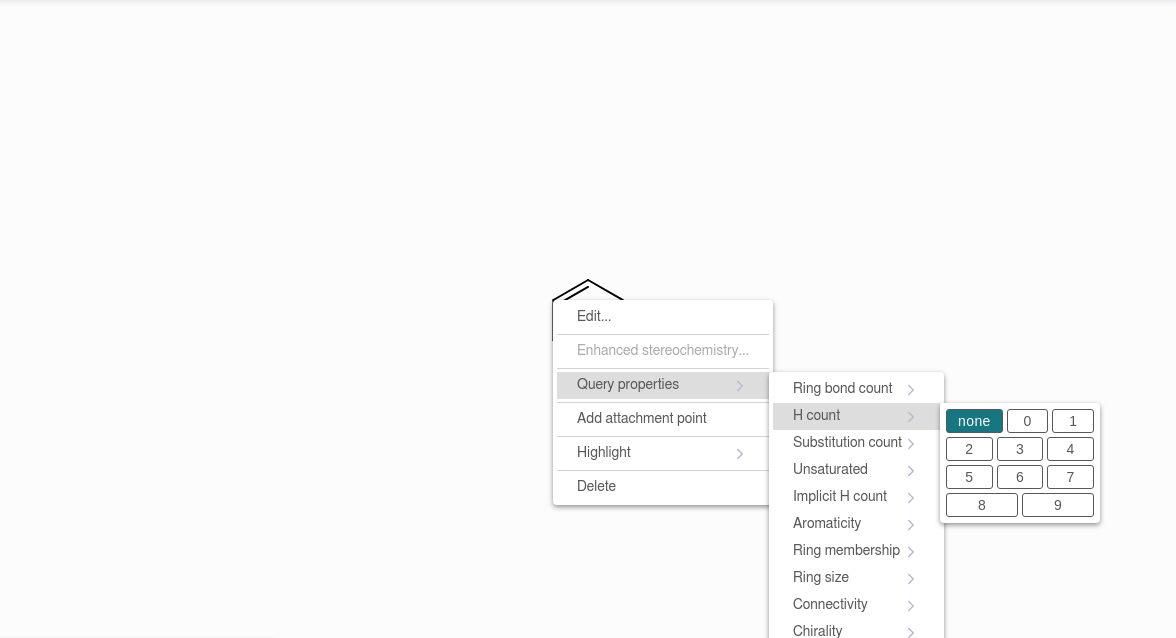 Edit...
Enhanced stereochemistry...
Query properties
Add attachment point
Highlight
Delete
Ring bond count
H count
Substitution count
Unsaturated
Implicit H count
Aromaticity
Ring membership
Ring size
Connectivity
Chirality
none 0 1
2 3 4
5 6 7
8 9